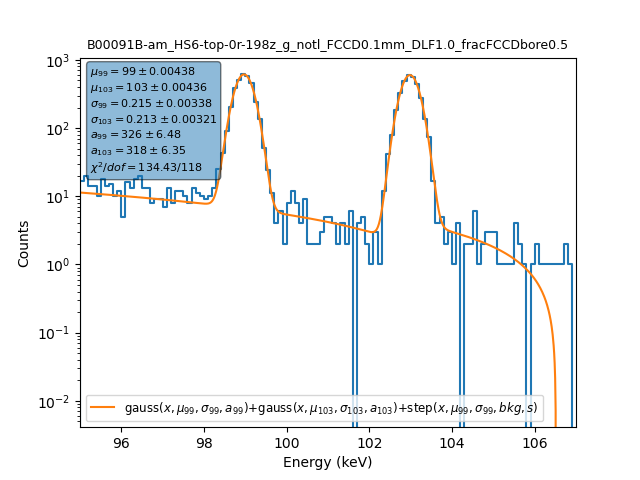 B00091B-am_HS6-top-0r-198z_g_notl_FCCD0.1mm_DLF1.0_fracFCCDbore0.5
μ₉₉ = 99 ± 0.00438
μ₁₀₃ = 103 ± 0.00436
σ₉₉ = 0.215 ± 0.00338
σ₁₀₃ = 0.213 ± 0.00321
a₉₉ = 326 ± 6.48
a₁₀₃ = 318 ± 6.35
χ²/dof = 134.43/118
10³
10²
10¹
10⁰
10⁻¹
10⁻²
Counts
gauss(x, μ₉₉, σ₉₉, a₉₉)+gauss(x, μ₁₀₃, σ₁₀₃, a₁₀₃)+step(x, μ₉₉, σ₉₉, bkg, s)
96 98 100 102 104 106
Energy (keV)